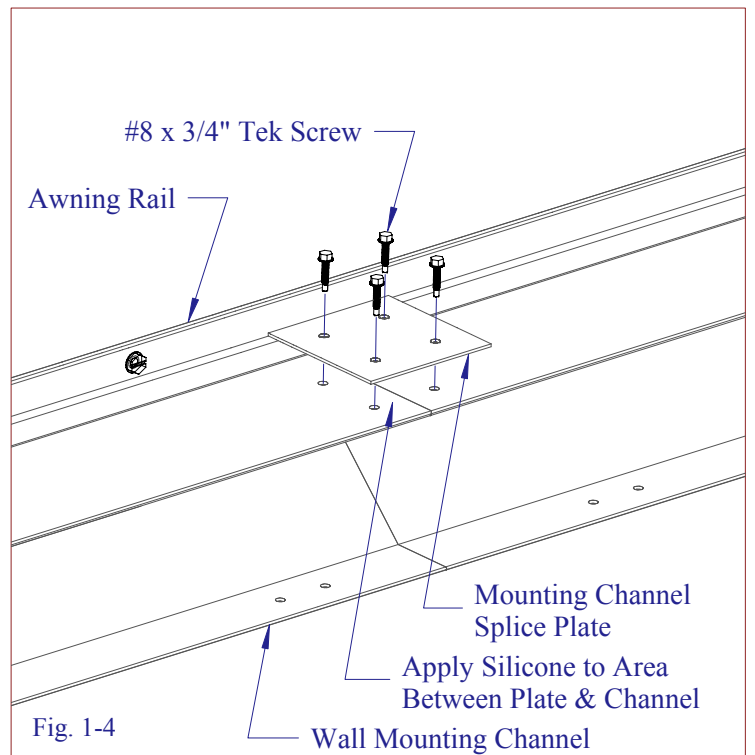 #8 x 3/4" Tek Screw
Awning Rail
Mounting Channel
Splice Plate
Apply Silicone to Area
Between Plate & Channel
Fig. 1-4
Wall Mounting Channel